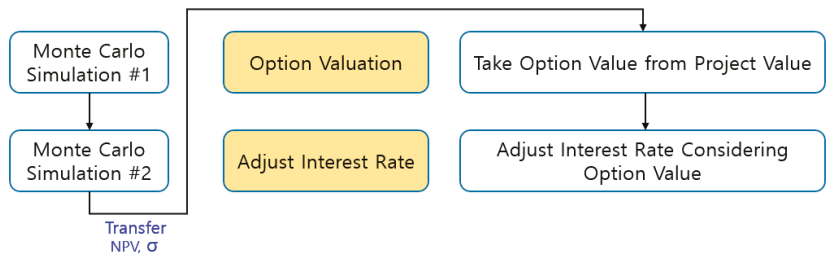 Monte Carlo
Simulation #1
Option Valuation
Take Option Value from Project Value
Monte Carlo
Simulation #2
Adjust Interest Rate
Adjust Interest Rate Considering
Option Value
Transfer
NPV, σ